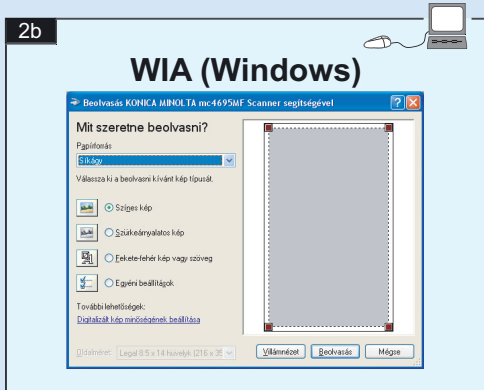 2b
WIA (Windows)
Beolvasás KONICA MINOLTA mc4695MF Scanner segítségével
Mit szeretne beolvasni?
Papírforrás
Síkágy
Válassza ki a beolvasni kívánt kép típusát.
Színes kép
Szürkeárnyalatos kép
Fekete-fehér kép vagy szöveg
Egyéni beállítások
További lehetőségek:
Digitalizált kép minőségének beállítása
Oldalméret: Legal 8.5 x 14 hüvelyk (216 x 35
Villámnézet Beolvasás Mégse